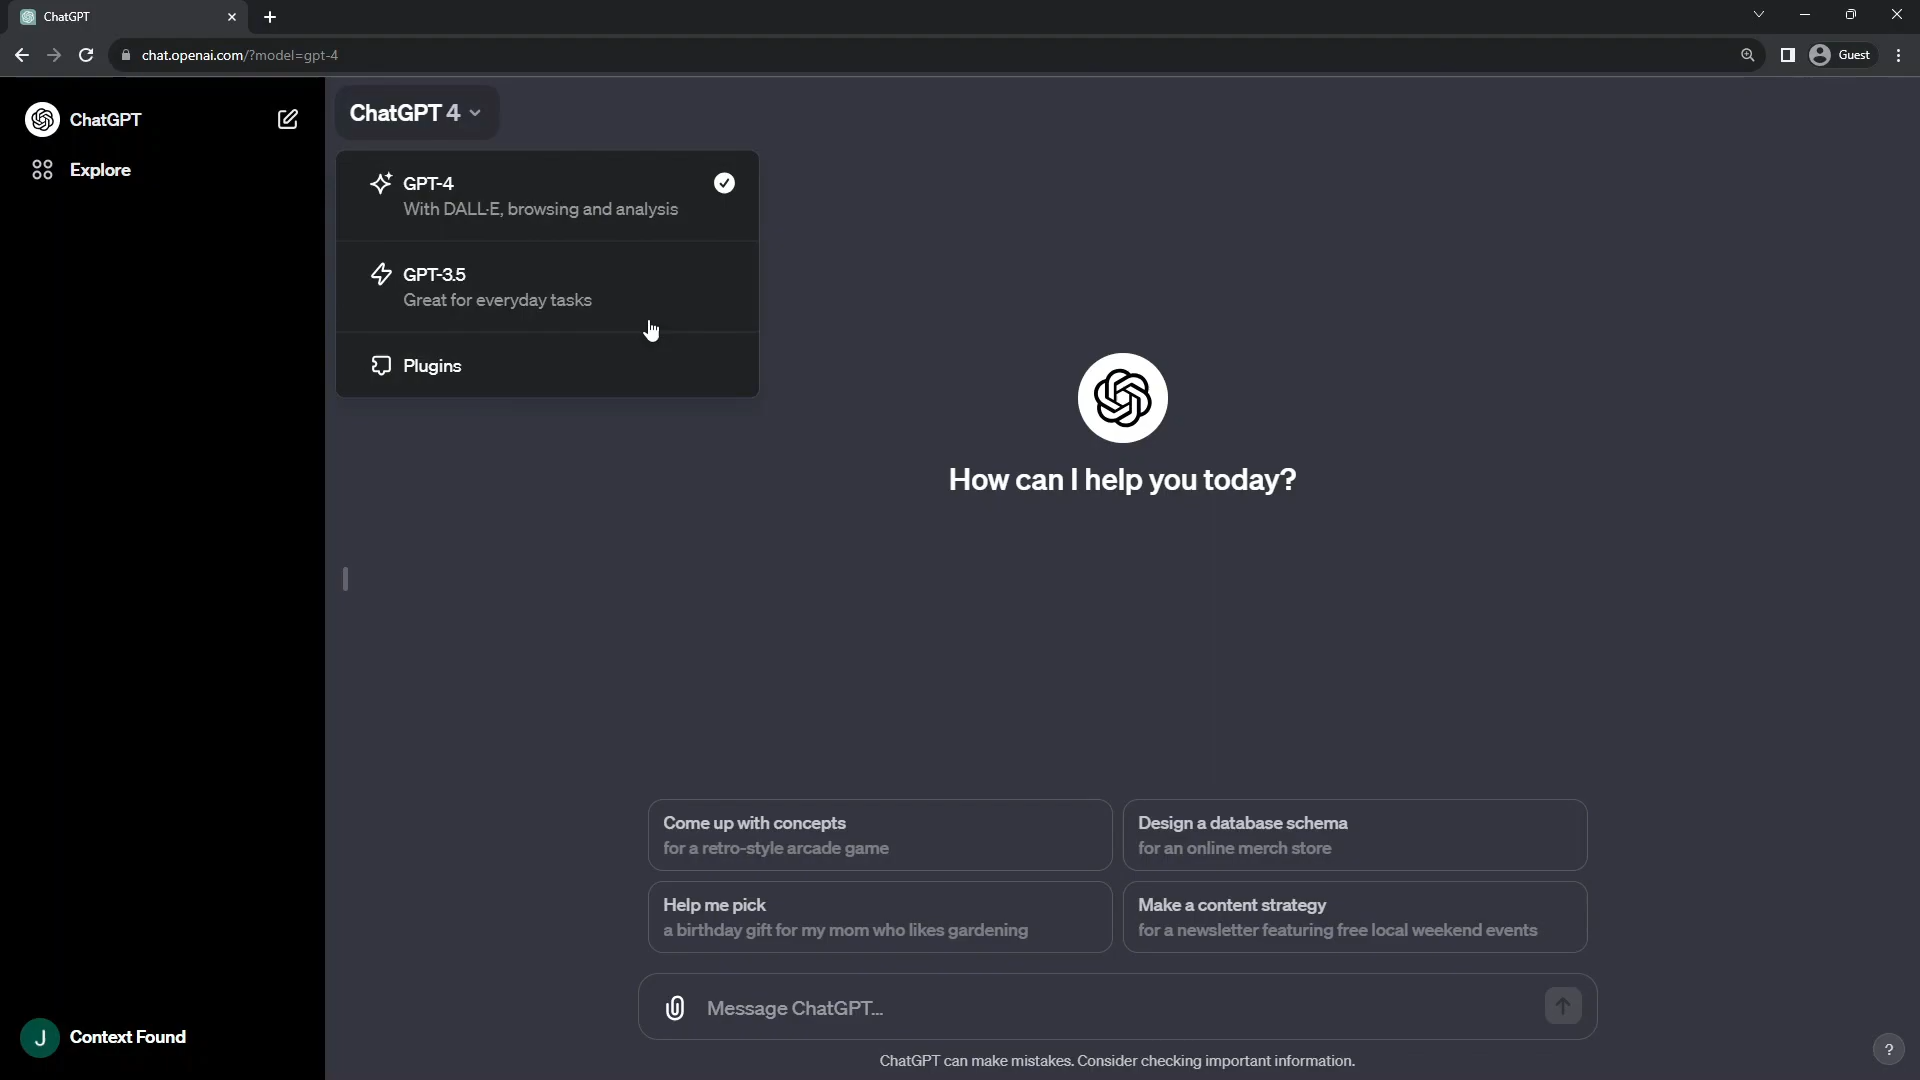 ChatGPT
chat.openai.com/?model=gpt-4
Guest
ChatGPT
Explore
ChatGPT 4
GPT-4
With DALL·E, browsing and analysis
GPT-3.5
Great for everyday tasks
Plugins
How can I help you today?
Come up with concepts
for a retro-style arcade game
Design a database schema
for an online merch store
Help me pick
a birthday gift for my mom who likes gardening
Make a content strategy
for a newsletter featuring free local weekend events
Message ChatGPT...
J Context Found
ChatGPT can make mistakes. Consider checking important information.
?